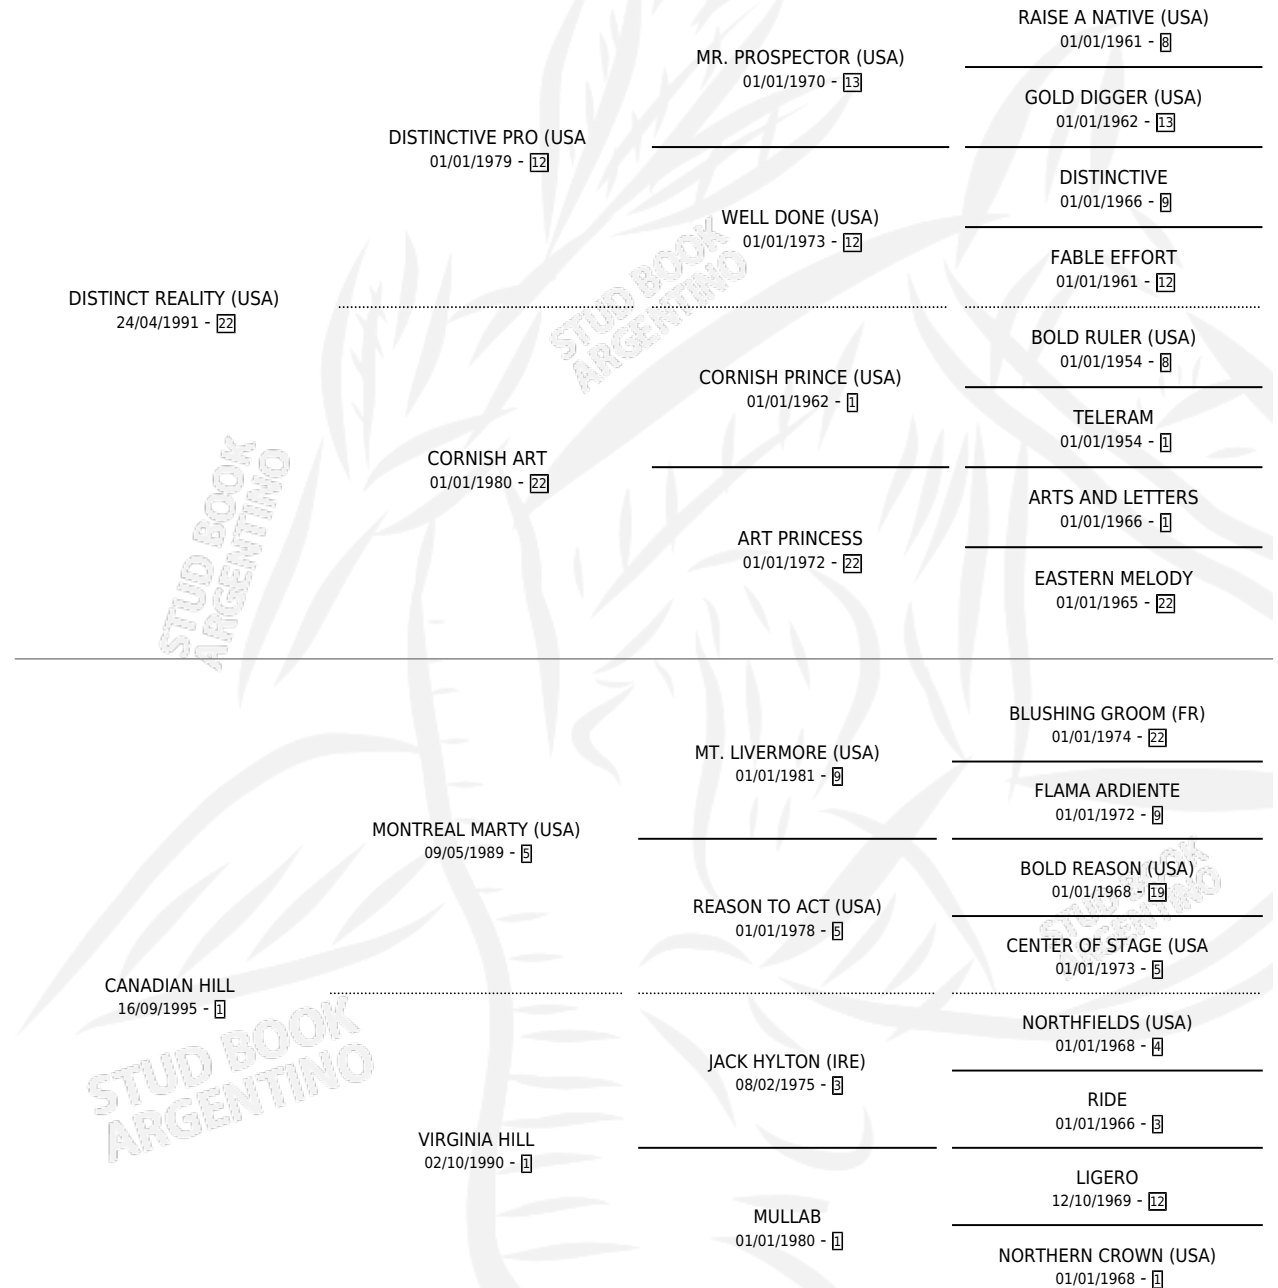 RAISE A NATIVE (USA)
01/01/1961 - 8
MR. PROSPECTOR (USA)
01/01/1970 - 13
GOLD DIGGER (USA)
01/01/1962 - 13
DISTINCTIVE PRO (USA
01/01/1979 - 12
DISTINCTIVE
01/01/1966 - 9
WELL DONE (USA)
01/01/1973 - 12
FABLE EFFORT
01/01/1961 - 12
DISTINCT REALITY (USA)
24/04/1991 - 22
STUD BOOK
ARGENTINO
BOLD RULER (USA)
01/01/1954 - 8
CORNISH PRINCE (USA)
01/01/1962 - 1
TELERAM
01/01/1954 - 1
CORNISH ART
01/01/1980 - 22
ARTS AND LETTERS
01/01/1966 - 1
ART PRINCESS
01/01/1972 - 22
EASTERN MELODY
01/01/1965 - 22
STUD BOOK
ARGENTINO
BLUSHING GROOM (FR)
01/01/1974 - 22
MT. LIVERMORE (USA)
01/01/1981 - 9
FLAMA ARDIENTE
01/01/1972 - 9
MONTREAL MARTY (USA)
09/05/1989 - 5
BOLD REASON (USA)
01/01/1968 - 19
REASON TO ACT (USA)
01/01/1978 - 5
STUD BOOK
ARGENTINO
CENTER OF STAGE (USA
01/01/1973 - 5
CANADIAN HILL
16/09/1995 - 1
NORTHFIELDS (USA)
01/01/1968 - 4
JACK HYLTON (IRE)
08/02/1975 - 3
STUD BOOK
ARGENTINO
RIDE
01/01/1966 - 3
VIRGINIA HILL
02/10/1990 - 1
LIGERO
12/10/1969 - 12
MULLAB
01/01/1980 - 1
NORTHERN CROWN (USA)
01/01/1968 - 1